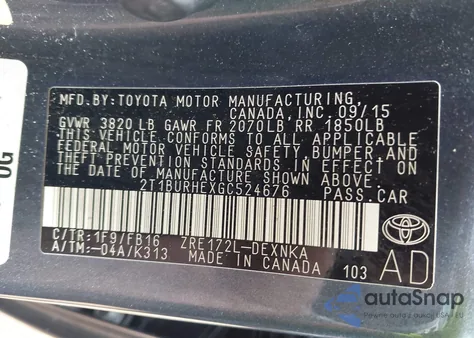 MFD. BY: TOYOTA MOTOR MANUFACTURING,
CANADA, INC. 09/15
GVWR 3820 LB GAWR FR 2070LB RR 1850LB
THIS VEHICLE CONFORMS TO ALL APPLICABLE
FEDERAL MOTOR VEHICLE SAFETY, BUMPER, AND
THEFT PREVENTION STANDARDS IN EFFECT ON
THE DATE OF MANUFACTURE SHOWN ABOVE.
2T1BURHEXGC524676 PASS.CAR
C/TR:1F9/FB16 ZRE172L-DEXNKA
A/TM:-04A/K313 MADE IN CANADA 103
AD
TOYOTA
OG
autoSnap